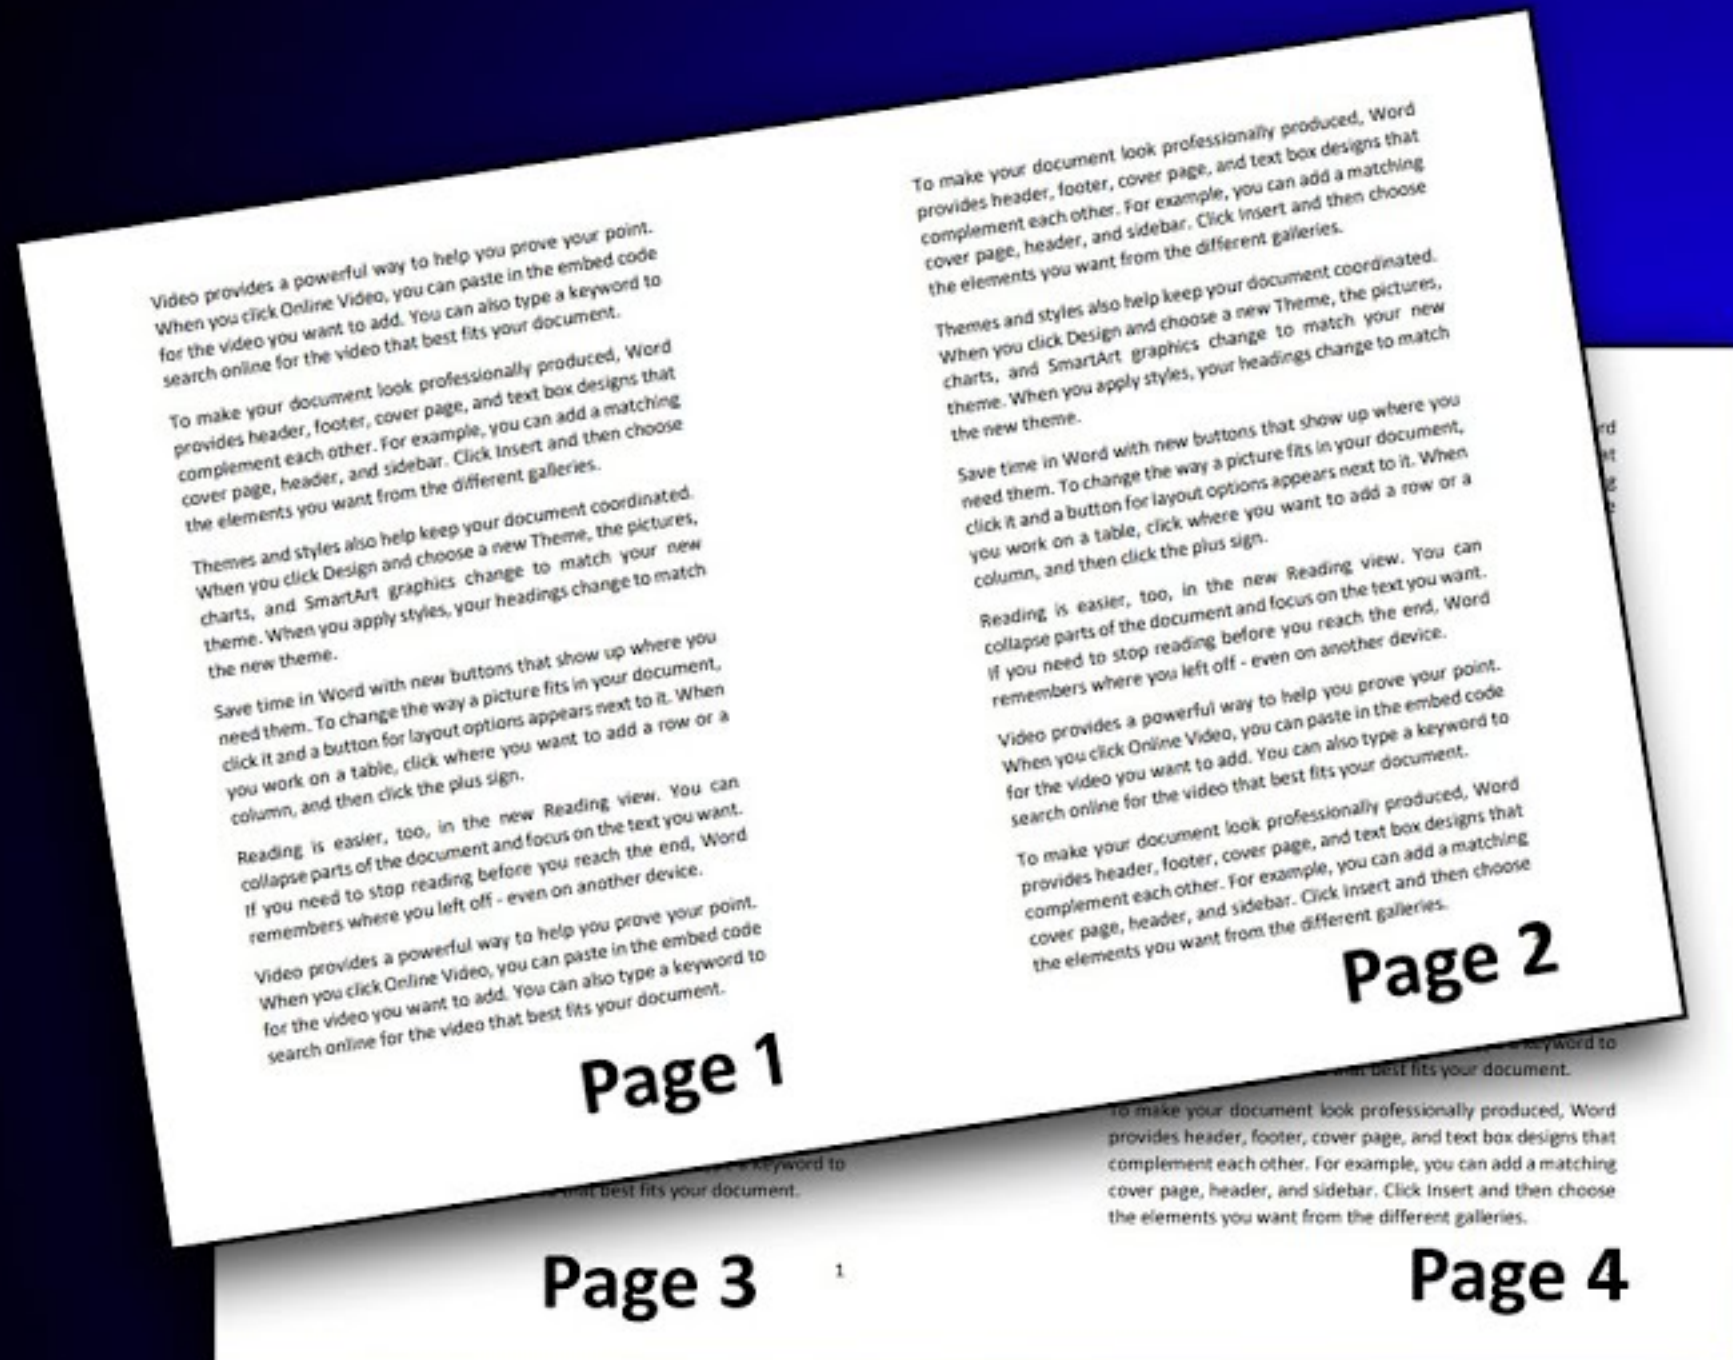 Video provides a powerful way to help you prove your point.
When you click Online Video, you can paste in the embed code
for the video you want to add. You can also type a keyword to
search online for the video that best fits your document.
To make your document look professionally produced, Word
provides header, footer, cover page, and text box designs that
complement each other. For example, you can add a matching
cover page, header, and sidebar. Click Insert and then choose
the elements you want from the different galleries.
Themes and styles also help keep your document coordinated.
When you click Design and choose a new Theme, the pictures,
charts, and SmartArt graphics change to match your new
theme. When you apply styles, your headings change to match
the new theme.
Save time in Word with new buttons that show up where you
need them. To change the way a picture fits in your document,
click it and a button for layout options appears next to it. When
you work on a table, click where you want to add a row or a
column, and then click the plus sign.
Reading is easier, too, in the new Reading view. You can
collapse parts of the document and focus on the text you want.
If you need to stop reading before you reach the end, Word
remembers where you left off - even on another device.
Video provides a powerful way to help you prove your point.
When you click Online Video, you can paste in the embed code
for the video you want to add. You can also type a keyword to
search online for the video that best fits your document.
Page 1
To make your document look professionally produced, Word
provides header, footer, cover page, and text box designs that
complement each other. For example, you can add a matching
cover page, header, and sidebar. Click Insert and then choose
the elements you want from the different galleries.
Themes and styles also help keep your document coordinated.
When you click Design and choose a new Theme, the pictures,
charts, and SmartArt graphics change to match your new
theme. When you apply styles, your headings change to match
the new theme.
Save time in Word with new buttons that show up where you
need them. To change the way a picture fits in your document,
click it and a button for layout options appears next to it. When
you work on a table, click where you want to add a row or a
column, and then click the plus sign.
Reading is easier, too, in the new Reading view. You can
collapse parts of the document and focus on the text you want.
If you need to stop reading before you reach the end, Word
remembers where you left off - even on another device.
Video provides a powerful way to help you prove your point.
When you click Online Video, you can paste in the embed code
for the video you want to add. You can also type a keyword to
search online for the video that best fits your document.
To make your document look professionally produced, Word
provides header, footer, cover page, and text box designs that
complement each other. For example, you can add a matching
cover page, header, and sidebar. Click Insert and then choose
the elements you want from the different galleries.
Page 2
keyword to
best fits your document.
Page 3
1
keyword to
best fits your document.
To make your document look professionally produced, Word
provides header, footer, cover page, and text box designs that
complement each other. For example, you can add a matching
cover page, header, and sidebar. Click Insert and then choose
the elements you want from the different galleries.
Page 4